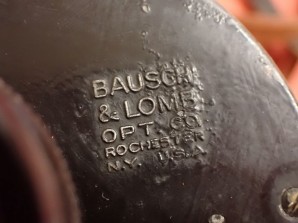 BAUSCH
& LOMB
OPT. CO.
ROCHESTER
N.Y. U.S.A